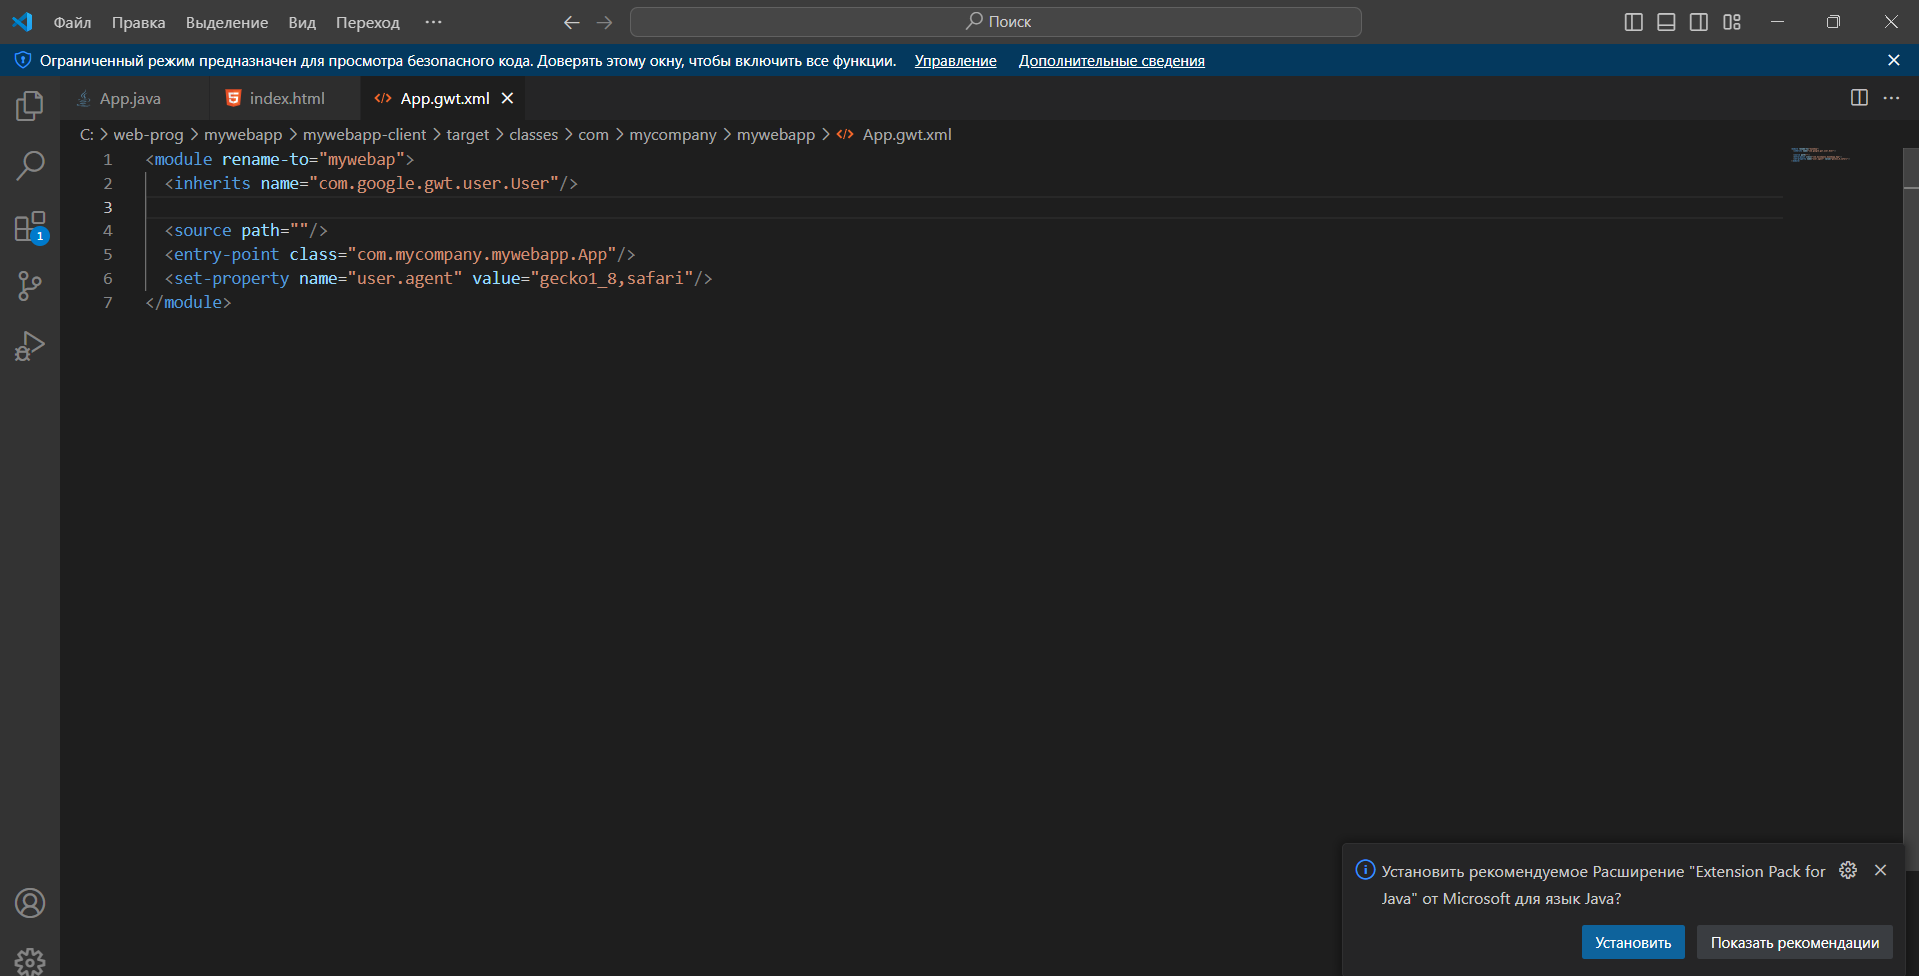 Файл Правка Выделение Вид Переход ··· Поиск
Ограниченный режим предназначен для просмотра безопасного кода. Доверять этому окну, чтобы включить все функции. Управление Дополнительные сведения
App.java index.html App.gwt.xml
C: > web-prog > mywebapp > mywebapp-client > target > classes > com > mycompany > mywebapp > App.gwt.xml
1 <module rename-to="mywebap">
2 <inherits name="com.google.gwt.user.User"/>
3
4 <source path=""/>
5 <entry-point class="com.mycompany.mywebapp.App"/>
6 <set-property name="user.agent" value="gecko1_8,safari"/>
7 </module>
1
Установить рекомендуемое Расширение "Extension Pack for
Java" от Microsoft для язык Java?
Установить Показать рекомендации